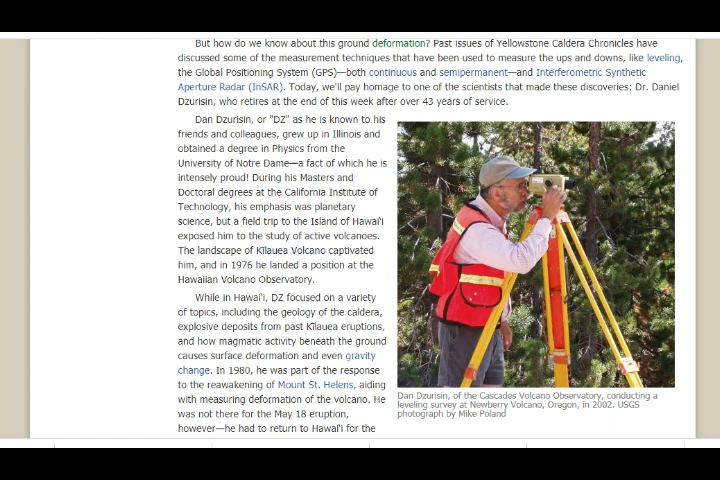 But how do we know about this ground deformation? Past issues of Yellowstone Caldera Chronicles have
discussed some of the measurement techniques that have been used to measure the ups and downs, like leveling,
the Global Positioning System (GPS)—both continuous and semipermanent—and Interferometric Synthetic
Aperture Radar (InSAR). Today, we'll pay homage to one of the scientists that made these discoveries: Dr. Daniel
Dzurisin, who retires at the end of this week after over 43 years of service.
Dan Dzurisin, or "DZ" as he is known to his
friends and colleagues, grew up in Illinois and
obtained a degree in Physics from the
University of Notre Dame—a fact of which he is
intensely proud! During his Masters and
Doctoral degrees at the California Institute of
Technology, his emphasis was planetary
science, but a field trip to the Island of Hawaiʻi
exposed him to the study of active volcanoes.
The landscape of Kīlauea Volcano captivated
him, and in 1976 he landed a position at the
Hawaiian Volcano Observatory.
While in Hawaiʻi, DZ focused on a variety
of topics, including the geology of the caldera,
explosive deposits from past Kīlauea eruptions,
and how magmatic activity beneath the ground
causes surface deformation and even gravity
change. In 1980, he was part of the response
to the reawakening of Mount St. Helens, aiding
with measuring deformation of the volcano. He
was not there for the May 18 eruption,
however—he had to return to Hawaiʻi for the
Dan Dzurisin, of the Cascades Volcano Observatory, conducting a
leveling survey at Newberry Volcano, Oregon, in 2002. USGS
photograph by Mike Poland